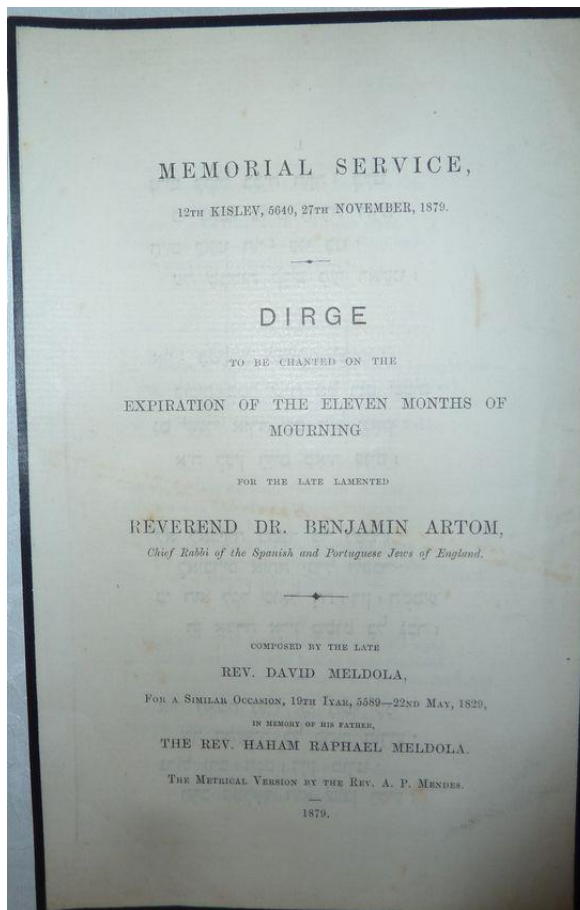 MEMORIAL SERVICE,
12TH KISLEV, 5640, 27TH NOVEMBER, 1879.
DIRGE
TO BE CHANTED ON THE
EXPIRATION OF THE ELEVEN MONTHS OF
MOURNING
FOR THE LATE LAMENTED
REVEREND DR. BENJAMIN ARTOM,
Chief Rabbi of the Spanish and Portuguese Jews of England.
COMPOSED BY THE LATE
REV. DAVID MELDOLA,
FOR A SIMILAR OCCASION, 19TH IYAR, 5589—22ND MAY, 1829,
IN MEMORY OF HIS FATHER,
THE REV. HAHAM RAPHAEL MELDOLA.
THE METRICAL VERSION BY THE REV. A. P. MENDES.
1879.